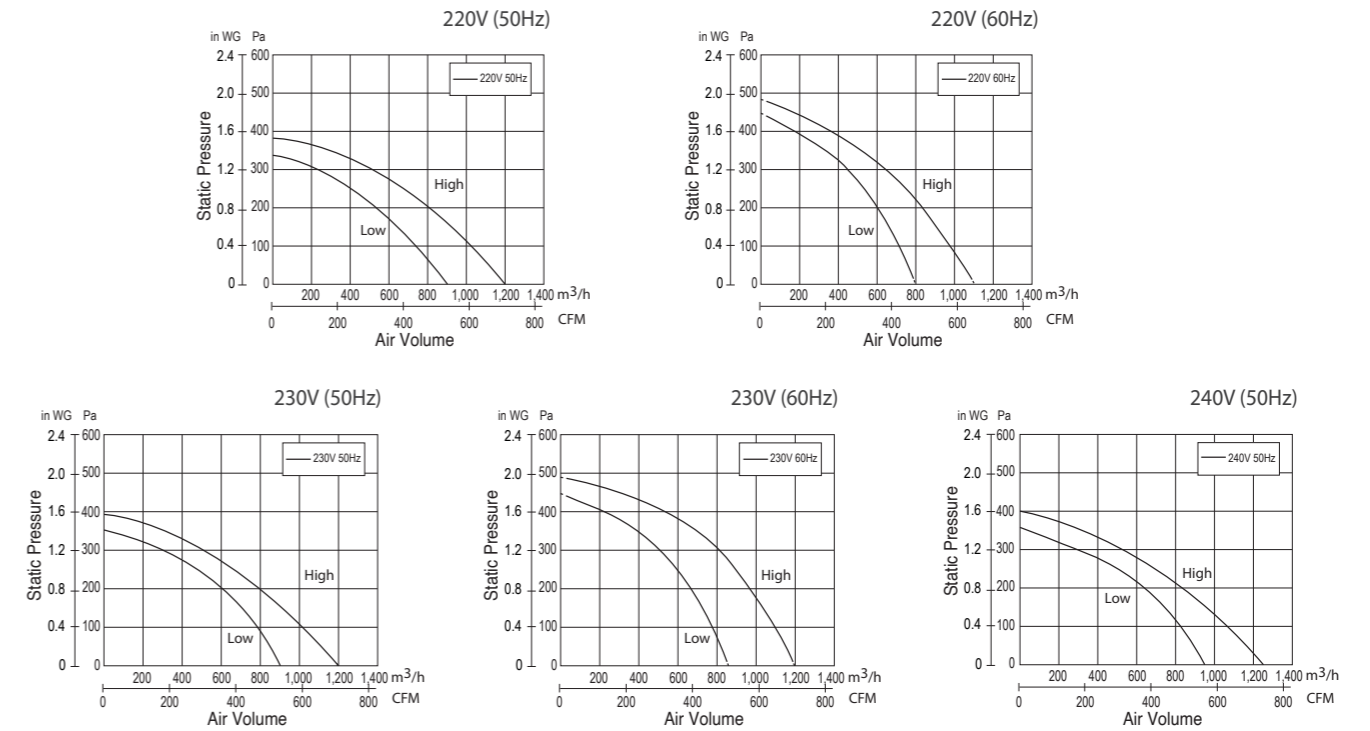 220V (50Hz)
in WG Pa
2.4 600
220V 50Hz
2.0 500
1.6 400
1.2 300
High
0.8 200
Low
0.4 100
0 0
Static Pressure
200 400 600 800 1,000 1,200 1,400 m³/h
0 200 400 600 800 CFM
Air Volume
220V (60Hz)
in WG Pa
2.4 600
220V 60Hz
2.0 500
1.6 400
1.2 300
High
0.8 200
Low
0.4 100
0 0
Static Pressure
200 400 600 800 1,000 1,200 1,400 m³/h
0 200 400 600 800 CFM
Air Volume
230V (50Hz)
in WG Pa
2.4 600
230V 50Hz
2.0 500
1.6 400
1.2 300
High
0.8 200
Low
0.4 100
0 0
Static Pressure
200 400 600 800 1,000 1,200 1,400 m³/h
0 200 400 600 800 CFM
Air Volume
230V (60Hz)
in WG Pa
2.4 600
230V 60Hz
2.0 500
1.6 400
1.2 300
High
0.8 200
Low
0.4 100
0 0
Static Pressure
200 400 600 800 1,000 1,200 1,400 m³/h
0 200 400 600 800 CFM
Air Volume
240V (50Hz)
in WG Pa
2.4 600
240V 50Hz
2.0 500
1.6 400
1.2 300
High
0.8 200
Low
0.4 100
0 0
Static Pressure
200 400 600 800 1,000 1,200 1,400 m³/h
0 200 400 600 800 CFM
Air Volume